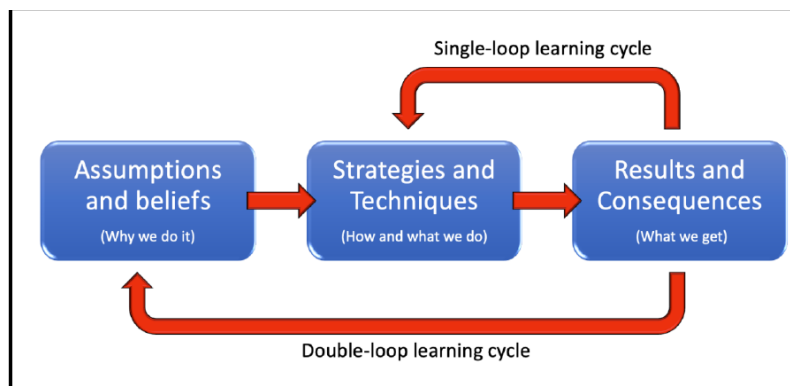 Single-loop learning cycle
Assumptions
and beliefs
(Why we do it)
Strategies and
Techniques
(How and what we do)
Results and
Consequences
(What we get)
Double-loop learning cycle